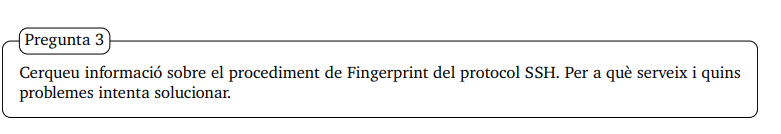 Pregunta 3
Cerqueu informació sobre el procediment de Fingerprint del protocol SSH. Per a què serveix i quins
problemes intenta solucionar.